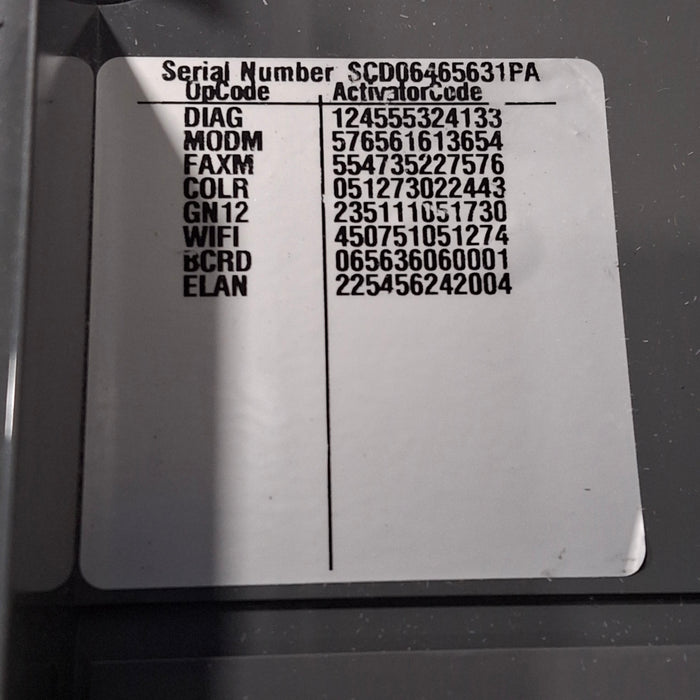 Serial Number SCD06465631PA
OpCode ActivatorCode
DIAG 124555324133
MODM 576561613654
FAXM 554735227576
COLR 051273022443
GN12 235111051730
WIFI 450751051274
BCRD 065636060001
ELAN 225456242004